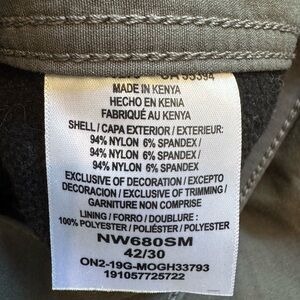 CA 55394
MADE IN KENYA
HECHO EN KENIA
FABRIQUÉ AU KENYA
SHELL / CAPA EXTERIOR / EXTERIEUR:
94% NYLON 6% SPANDEX /
94% NYLON 6% SPANDEX /
94% NYLON 6% SPANDEX
EXCLUSIVE OF DECORATION / EXCEPTO
DECORACION / EXCLUSIVE OF TRIMMING /
GARNITURE NON COMPRISE
LINING / FORRO / DOUBLURE :
100% POLYESTER / POLIÉSTER / POLYESTER
NW680SM
42/30
ON2-19G-MOGH33793
191057725722